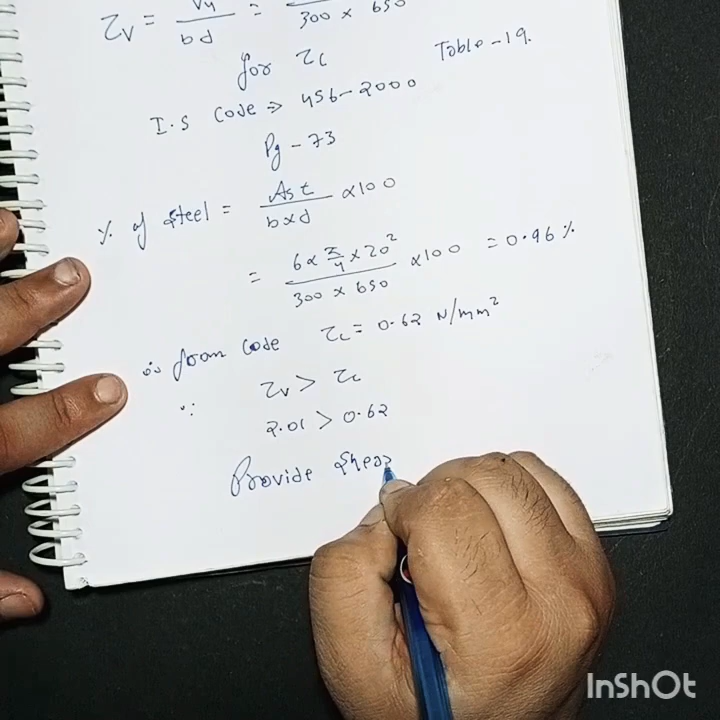 τv = Vu / bd = / 300 × 650
for τc Table-19.
I.S Code ⇒ 456-2000
Pg - 73
% of steel = Ast / b×d ×100
= 6 × π/4 × 20² / 300 × 650 ×100 = 0.96 %
∴ from code τc = 0.62 N/mm²
∵ τv > τc
2.01 > 0.62
Provide Shear
InShOt